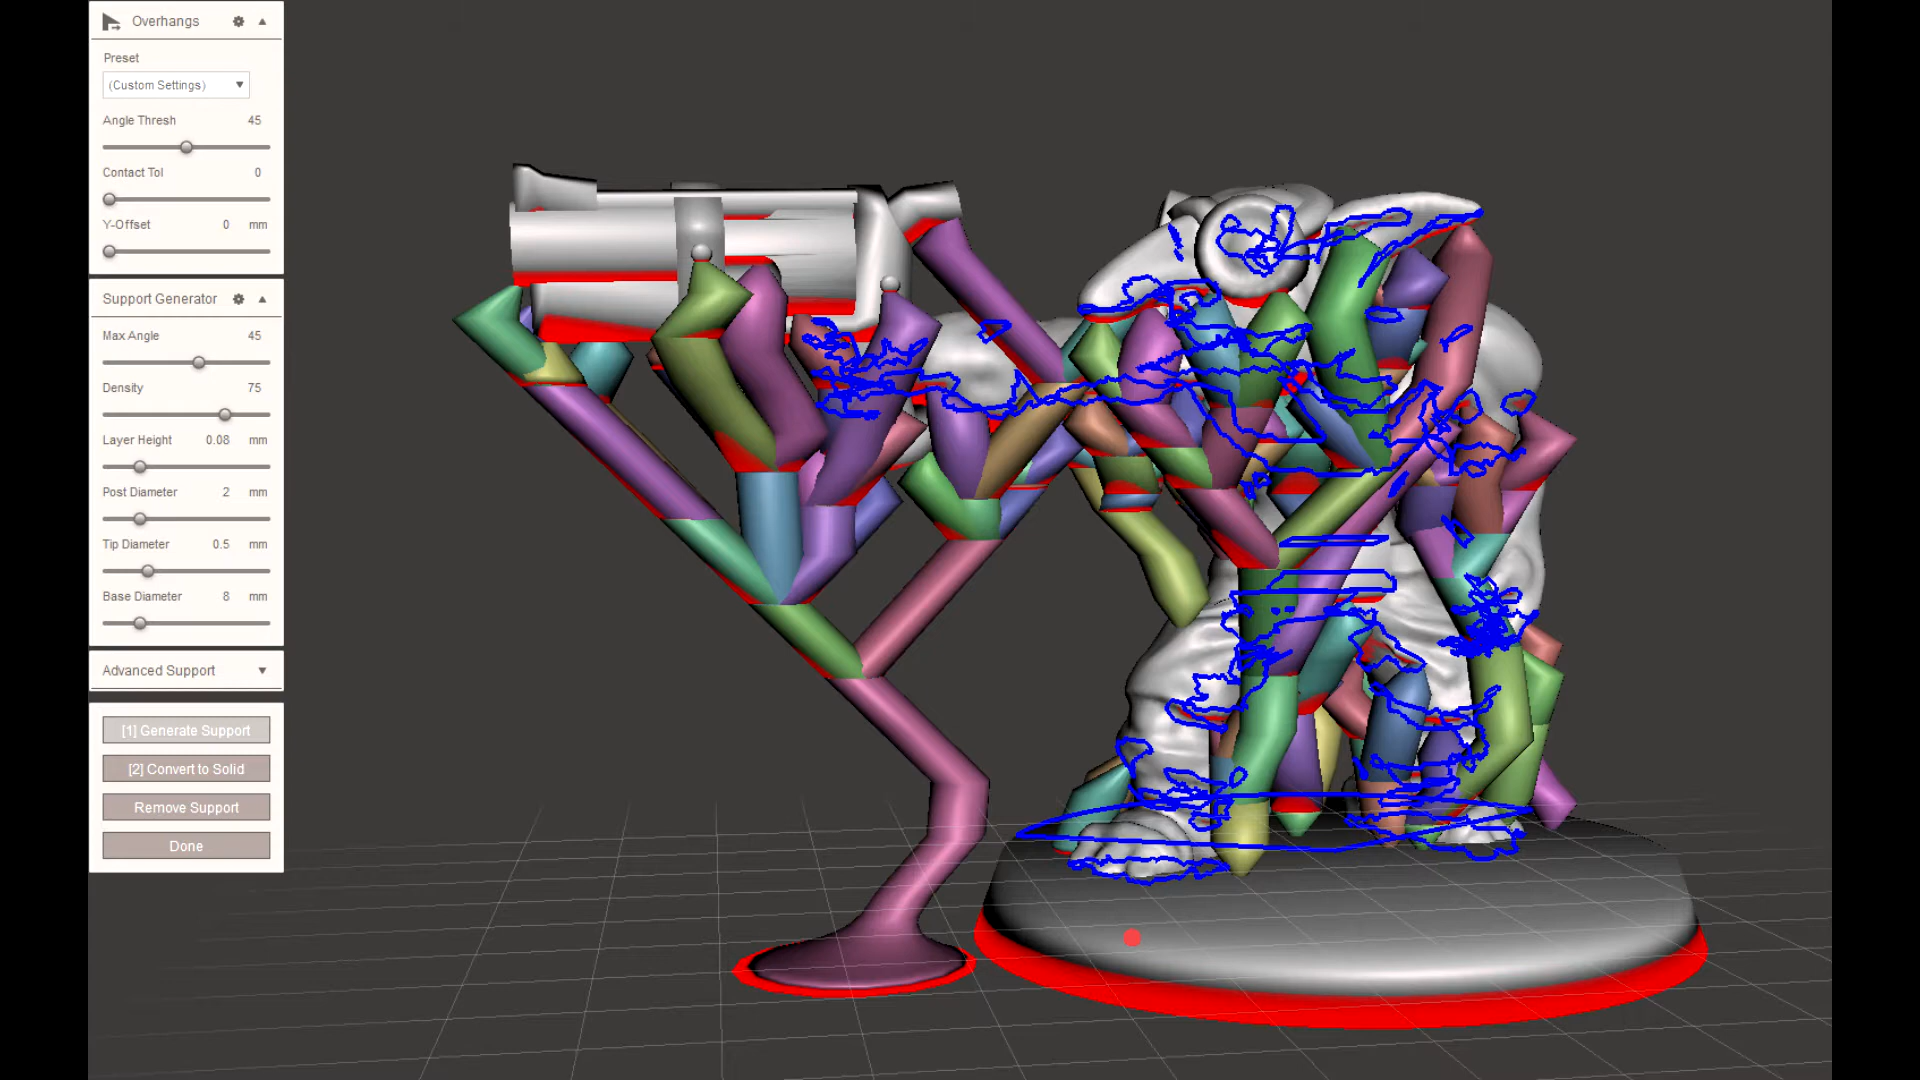 Overhangs
Preset
(Custom Settings)
Angle Thresh 45
Contact Tol 0
Y-Offset 0 mm
Support Generator
Max Angle 45
Density 75
Layer Height 0.08 mm
Post Diameter 2 mm
Tip Diameter 0.5 mm
Base Diameter 8 mm
Advanced Support
[1] Generate Support
[2] Convert to Solid
Remove Support
Done